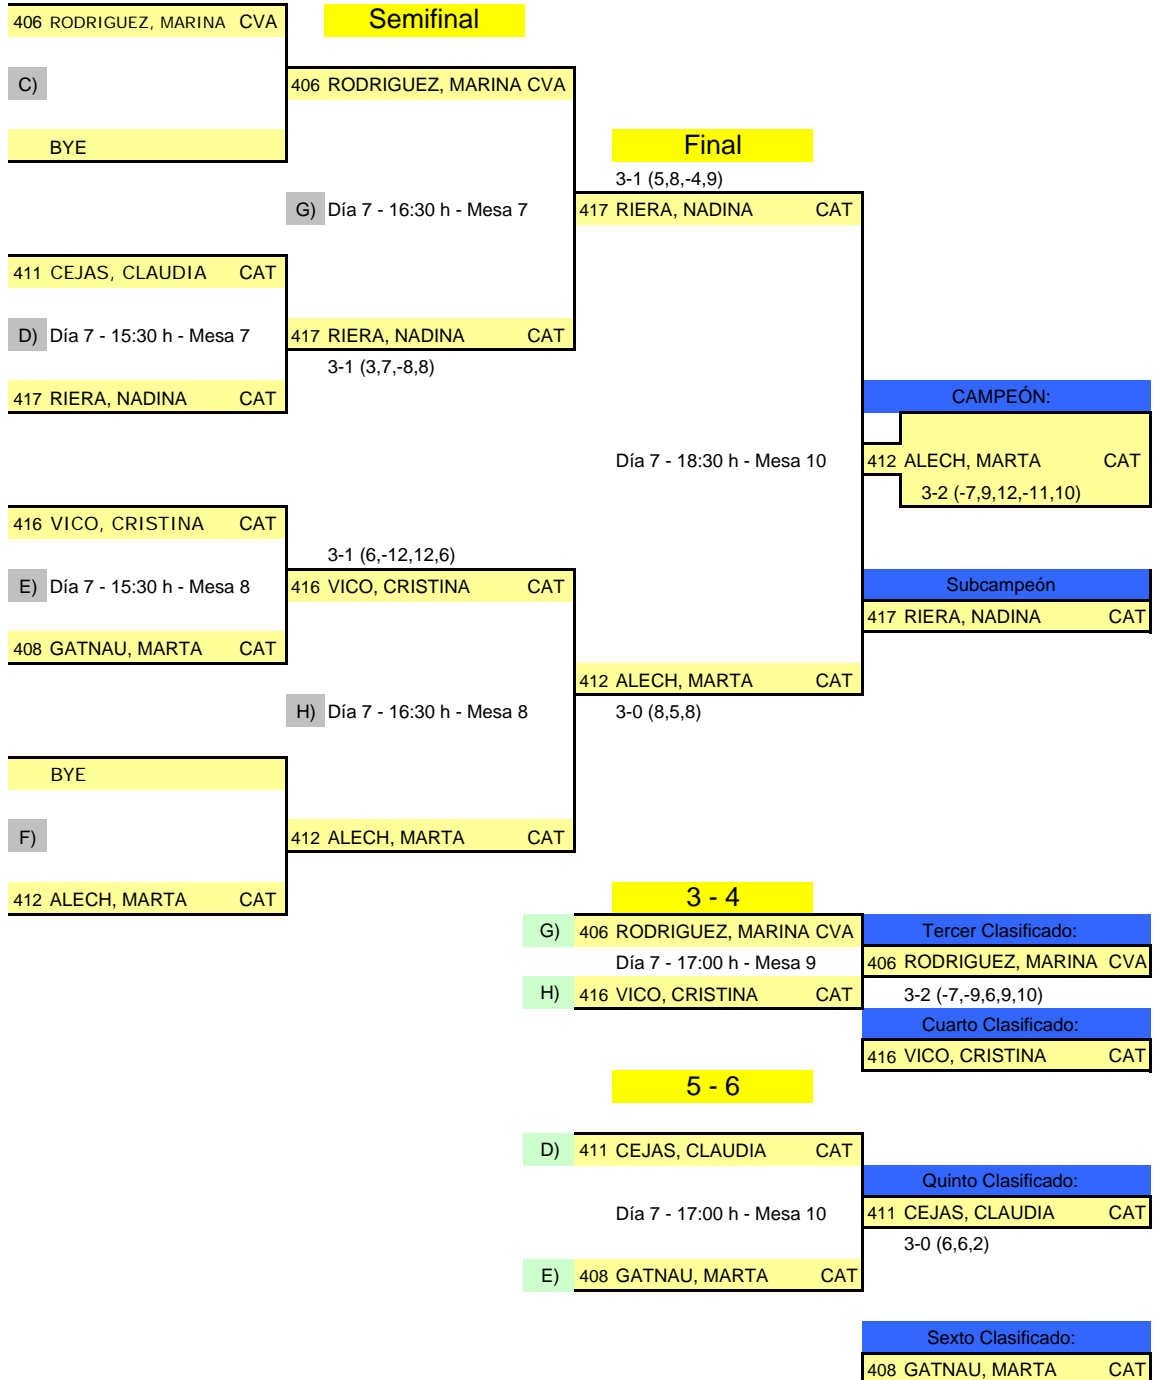 406 RODRIGUEZ, MARINA CVA
Semifinal
C)
406 RODRIGUEZ, MARINA CVA
BYE
Final
3-1 (5,8,-4,9)
G) Día 7 - 16:30 h - Mesa 7
417 RIERA, NADINA CAT
411 CEJAS, CLAUDIA CAT
D) Día 7 - 15:30 h - Mesa 7
417 RIERA, NADINA CAT
3-1 (3,7,-8,8)
417 RIERA, NADINA CAT
CAMPEÓN:
Día 7 - 18:30 h - Mesa 10
412 ALECH, MARTA CAT
3-2 (-7,9,12,-11,10)
416 VICO, CRISTINA CAT
3-1 (6,-12,12,6)
E) Día 7 - 15:30 h - Mesa 8
416 VICO, CRISTINA CAT
Subcampeón
417 RIERA, NADINA CAT
408 GATNAU, MARTA CAT
412 ALECH, MARTA CAT
H) Día 7 - 16:30 h - Mesa 8
3-0 (8,5,8)
BYE
F)
412 ALECH, MARTA CAT
412 ALECH, MARTA CAT
3 - 4
G) 406 RODRIGUEZ, MARINA CVA
Tercer Clasificado:
Día 7 - 17:00 h - Mesa 9
406 RODRIGUEZ, MARINA CVA
H) 416 VICO, CRISTINA CAT
3-2 (-7,-9,6,9,10)
Cuarto Clasificado:
416 VICO, CRISTINA CAT
5 - 6
D) 411 CEJAS, CLAUDIA CAT
Quinto Clasificado:
Día 7 - 17:00 h - Mesa 10
411 CEJAS, CLAUDIA CAT
3-0 (6,6,2)
E) 408 GATNAU, MARTA CAT
Sexto Clasificado:
408 GATNAU, MARTA CAT